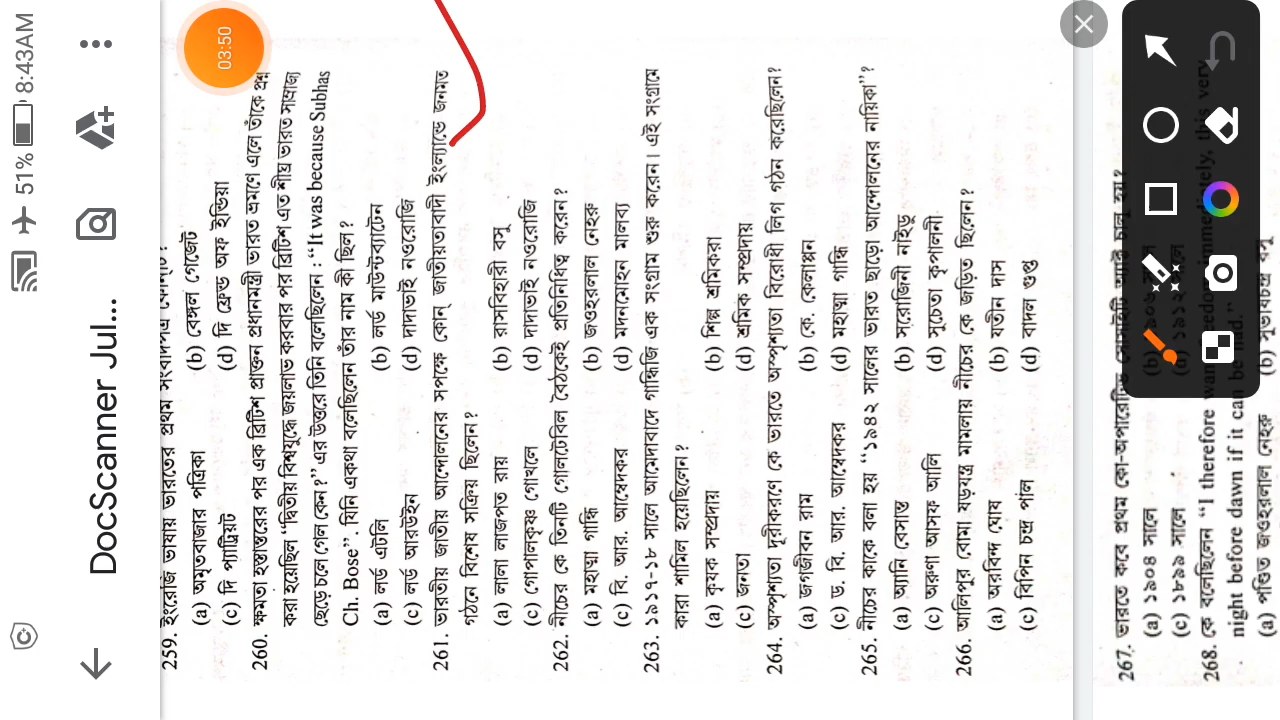 8:43AM
51%
DocScanner Jul...
03:50
259. ইংরেজি ভাষায় ভারতের প্রথম সংবাদপত্র কোনটি?
(a) অমৃতবাজার পত্রিকা (b) বেঙ্গল গেজেট
(c) দি প্যাট্রিয়ট (d) দি ফ্রেন্ড অফ ইন্ডিয়া
260. ক্ষমতা হস্তান্তরের পর এক ব্রিটিশ প্রাক্তন প্রধানমন্ত্রী ভারত ভ্রমণে এলে তাঁকে প্রশ্ন
করা হয়েছিল “দ্বিতীয় বিশ্বযুদ্ধে জয়লাভ করবার পর ব্রিটিশ এত শীঘ্র ভারত সাম্রাজ্য
ছেড়ে চলে গেল কেন?” এর উত্তরে তিনি বলেছিলেন :“It was because Subhas
Ch. Bose”. যিনি একথা বলেছিলেন তাঁর নাম কী ছিল?
(a) লর্ড এটলি (b) লর্ড মাউন্টব্যাটেন
(c) লর্ড আরউইন (d) দাদাভাই নওরোজি
261. ভারতীয় জাতীয় আন্দোলনের সপক্ষে কোন্ জাতীয়তাবাদী ইংল্যান্ডে জনমত
গঠনে বিশেষ সক্রিয় ছিলেন?
(a) লালা লাজপত রায় (b) রাসবিহারী বসু
(c) গোপালকৃষ্ণ গোখলে (d) দাদাভাই নওরোজি
262. নীচের কে তিনটি গোলটেবিল বৈঠকেই প্রতিনিধিত্ব করেন?
(a) মহাত্মা গান্ধি (b) জওহরলাল নেহরু
(c) বি. আর. আম্বেদকর (d) মদনমোহন মালব্য
263. ১৯১৭-১৮ সালে আমেদাবাদে গান্ধিজি এক সংগ্রাম শুরু করেন। এই সংগ্রামে
কারা শামিল হয়েছিলেন?
(a) কৃষক সম্প্রদায় (b) শিল্প শ্রমিকরা
(c) জনতা (d) শ্রমিক সম্প্রদায়
264. অস্পৃশ্যতা দূরীকরণে কে ভারতে অস্পৃশ্যতা বিরোধী লিগ গঠন করেছিলেন?
(a) জগজীবন রাম (b) কে. কেলাপ্পন
(c) ড. বি. আর. আম্বেদকর (d) মহাত্মা গান্ধি
265. নীচের কাকে বলা হয় “১৯৪২ সালের ভারত ছাড়ো আন্দোলনের নায়িকা”?
(a) অ্যানি বেসান্ত (b) সরোজিনী নাইডু
(c) অরুণা আসফ আলি (d) সুচেতা কৃপালনী
266. আলিপুর বোমা ষড়যন্ত্র মামলায় নীচের কে জড়িত ছিলেন?
(a) অরবিন্দ ঘোষ (b) যতীন দাস
(c) বিপিন চন্দ্র পাল (d) বাদল গুপ্ত
267. ভারতে কবে প্রথম কো-অপারেটিভ সোসাইটি অ্যাক্ট চালু হয়?
(a) ১৯০৪ সালে (b) ১৯০৬ সালে
(c) ১৮৯৯ সালে (d) ১৯১২ সালে
268. কে বলেছিলেন “I therefore want freedom immediately, this very
night before dawn if it can be had.”
(a) পণ্ডিত জওহরলাল নেহরু (b) সুভাষচন্দ্র বসু